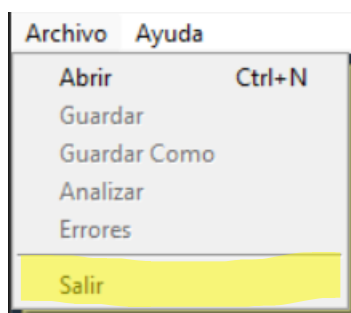 Archivo Ayuda
Abrir Ctrl+N
Guardar
Guardar Como
Analizar
Errores
Salir